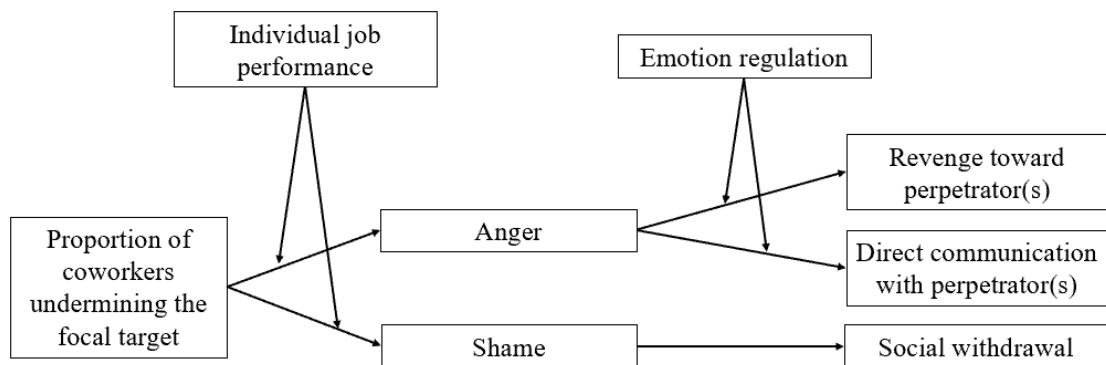 Individual job
performance
Emotion regulation
Revenge toward
perpetrator(s)
Proportion of
coworkers
undermining the
focal target
Anger
Direct communication
with perpetrator(s)
Shame
Social withdrawal